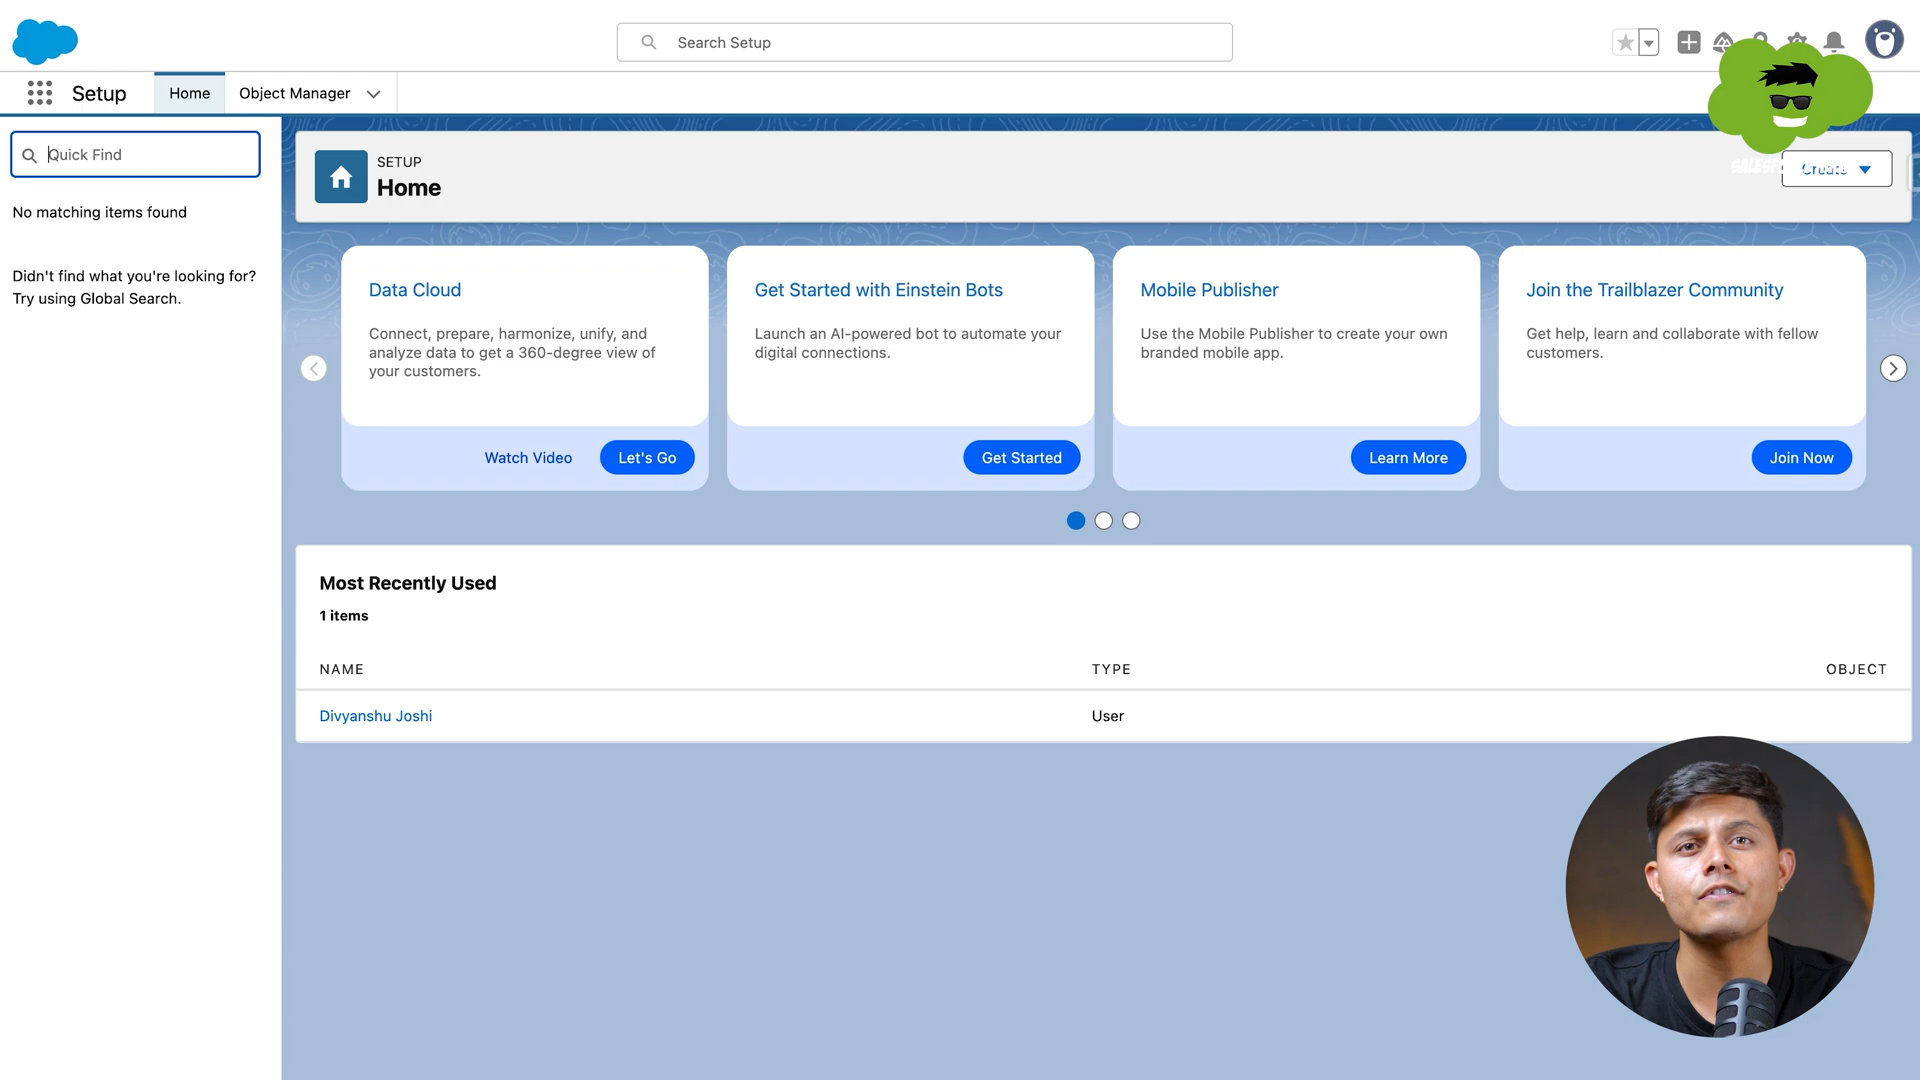 Search Setup
Setup
Home
Object Manager
Quick Find
No matching items found
Didn't find what you're looking for?
Try using Global Search.
SETUP
Home
Data Cloud
Connect, prepare, harmonize, unify, and
analyze data to get a 360-degree view of
your customers.
Watch Video
Let's Go
Get Started with Einstein Bots
Launch an AI-powered bot to automate your
digital connections.
Get Started
Mobile Publisher
Use the Mobile Publisher to create your own
branded mobile app.
Learn More
Join the Trailblazer Community
Get help, learn and collaborate with fellow
customers.
Join Now
Most Recently Used
1 items
NAME
TYPE
OBJECT
Divyanshu Joshi
User